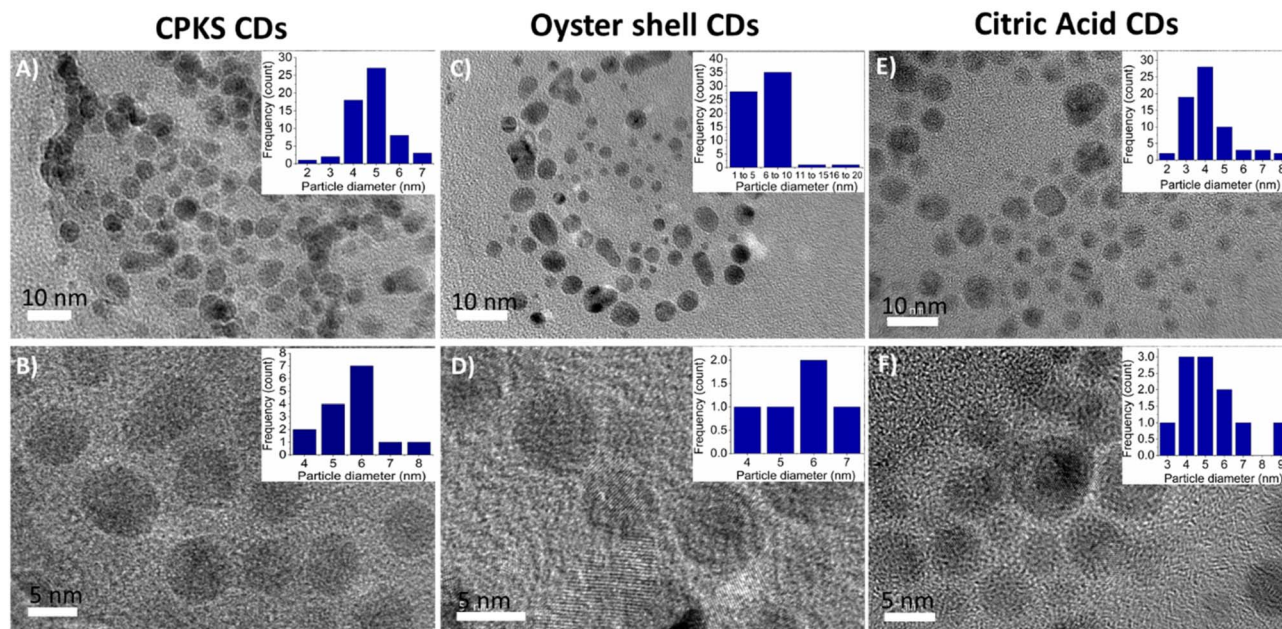 CPKS CDs
Oyster shell CDs
Citric Acid CDs
A)
30
25
20
15
10
5
0
Frequency (count)
2 3 4 5 6 7
Particle diameter (nm)
10 nm
C)
40
35
30
25
20
15
10
5
0
Frequency (count)
1 to 5 6 to 10 11 to 15 16 to 20
Particle diameter (nm)
10 nm
E)
30
25
20
15
10
5
0
Frequency (count)
2 3 4 5 6 7 8
Particle diameter (nm)
10 nm
B)
8
7
6
5
4
3
2
1
0
Frequency (count)
4 5 6 7 8
Particle diameter (nm)
5 nm
D)
2.0
1.5
1.0
0.5
0.0
Frequency (count)
4 5 6 7
Particle diameter (nm)
5 nm
F)
3.0
2.5
2.0
1.5
1.0
0.5
0.0
Frequency (count)
3 4 5 6 7 8 9
Particle diameter (nm)
5 nm